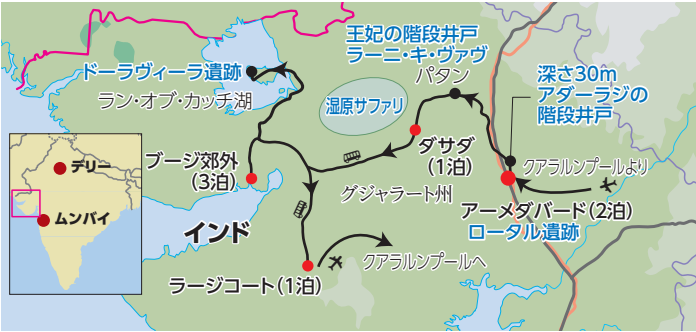 王妃の階段井戸
ラーニ・キ・ヴァヴ
パタン
ドーラヴィーラ遺跡
ラン・オブ・カッチ湖
湿原サファリ
深さ30m
アダーラジの
階段井戸
ダサダ
(1泊)
クアラルンプールより
ブージ郊外
(3泊)
デリー
ムンバイ
グジャラート州
アーメダバード(2泊)
ロータル遺跡
インド
クアラルンプールへ
ラージコート(1泊)